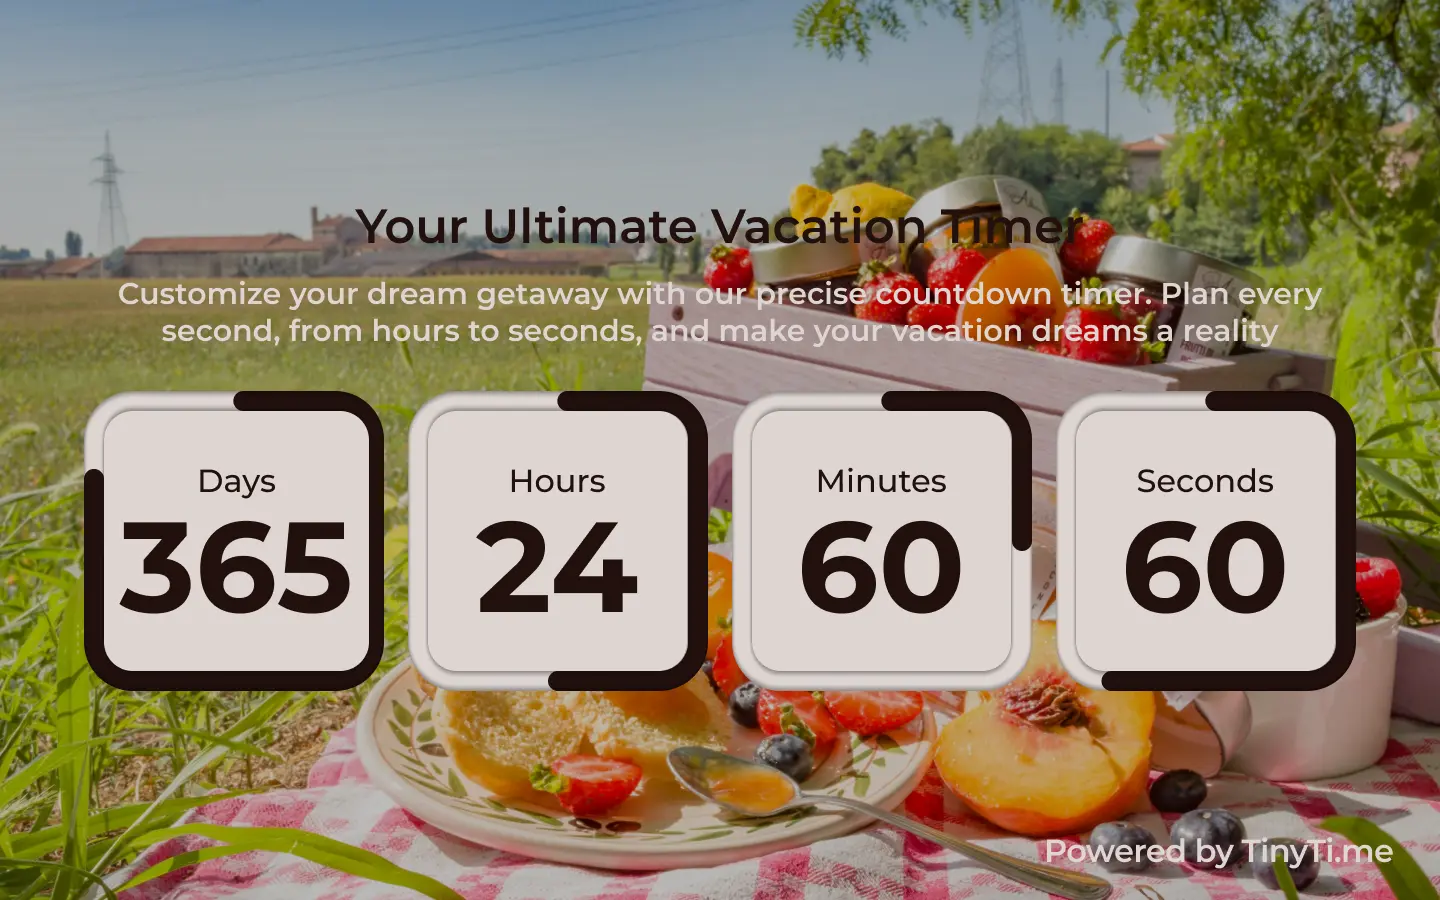 Your Ultimate Vacation Timer
Customize your dream getaway with our precise countdown timer. Plan every
second, from hours to seconds, and make your vacation dreams a reality
Days
365
Hours
24
Minutes
60
Seconds
60
Powered by TinyTi.me